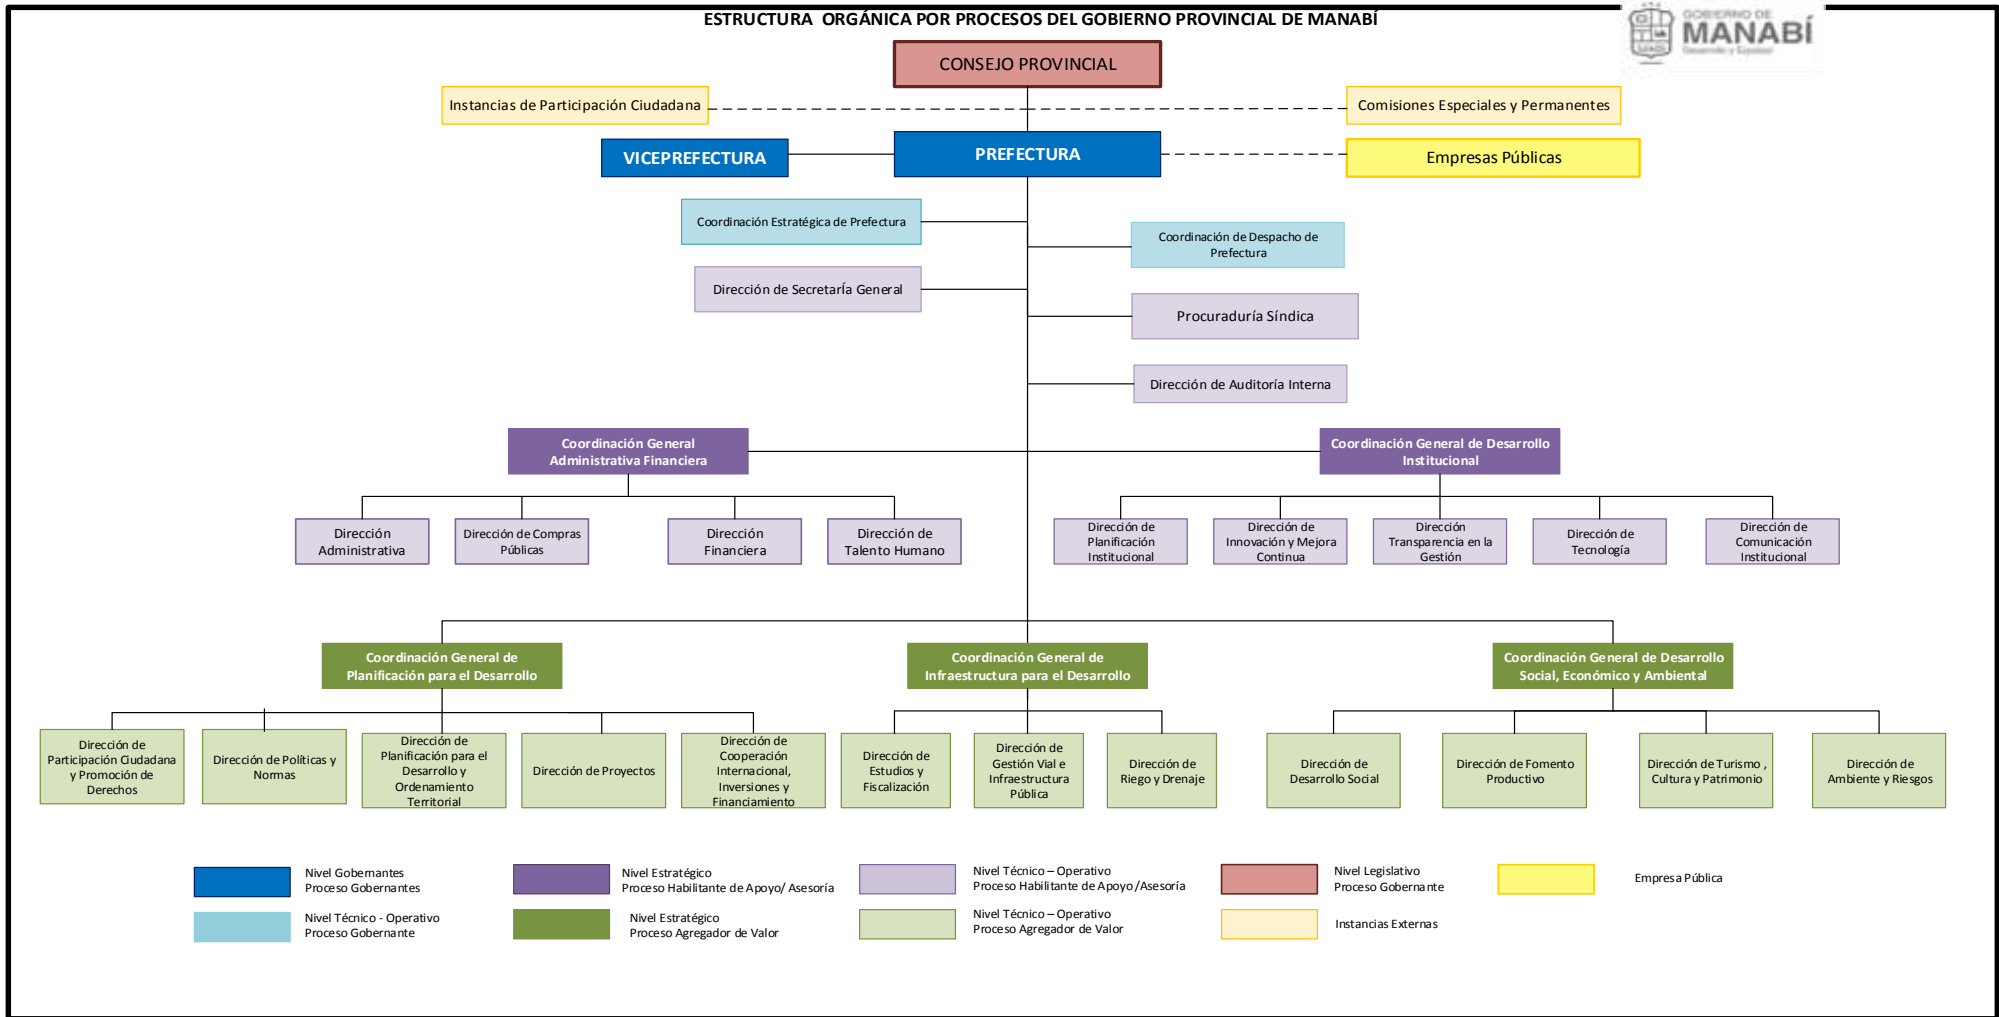 ESTRUCTURA ORGÁNICA POR PROCESOS DEL GOBIERNO PROVINCIAL DE MANABÍ
GOBIERNO DE
MANABÍ
Desarrollo y Equidad
CONSEJO PROVINCIAL
Instancias de Participación Ciudadana
Comisiones Especiales y Permanentes
VICEPREFECTURA
PREFECTURA
Empresas Públicas
Coordinación Estratégica de Prefectura
Coordinación de Despacho de
Prefectura
Dirección de Secretaría General
Procuraduría Síndica
Dirección de Auditoría Interna
Coordinación General
Administrativa Financiera
Coordinación General de Desarrollo
Institucional
Dirección
Administrativa
Dirección de Compras
Públicas
Dirección
Financiera
Dirección de
Talento Humano
Dirección de
Planificación
Institucional
Dirección de
Innovación y Mejora
Continua
Dirección
Transparencia en la
Gestión
Dirección de
Tecnología
Dirección de
Comunicación
Institucional
Coordinación General de
Planificación para el Desarrollo
Coordinación General de
Infraestructura para el Desarrollo
Coordinación General de Desarrollo
Social, Económico y Ambiental
Dirección de
Participación Ciudadana
y Promoción de
Derechos
Dirección de Políticas y
Normas
Dirección de
Planificación para el
Desarrollo y
Ordenamiento
Territorial
Dirección de Proyectos
Dirección de
Cooperación
Internacional,
Inversiones y
Financiamiento
Dirección de
Estudios y
Fiscalización
Dirección de
Gestión Vial e
Infraestructura
Pública
Dirección de
Riego y Drenaje
Dirección de
Desarrollo Social
Dirección de Fomento
Productivo
Dirección de Turismo ,
Cultura y Patrimonio
Dirección de
Ambiente y Riesgos
Nivel Gobernantes
Proceso Gobernantes
Nivel Estratégico
Proceso Habilitante de Apoyo/ Asesoría
Nivel Técnico – Operativo
Proceso Habilitante de Apoyo /Asesoría
Nivel Legislativo
Proceso Gobernante
Empresa Pública
Nivel Técnico - Operativo
Proceso Gobernante
Nivel Estratégico
Proceso Agregador de Valor
Nivel Técnico – Operativo
Proceso Agregador de Valor
Instancias Externas